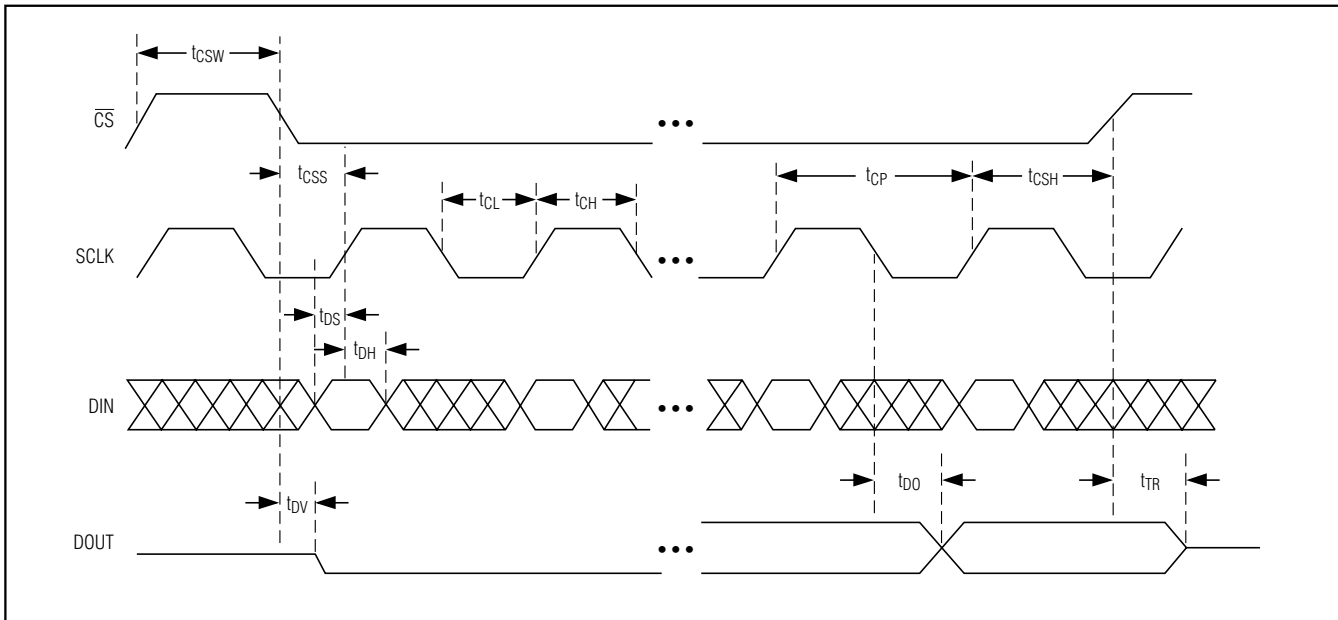 tCSW
CS
tCSS
tCP
tCSH
tCL
tCH
SCLK
•••
tDS
tDH
DIN
•••
tDO
tTR
tDV
DOUT
•••